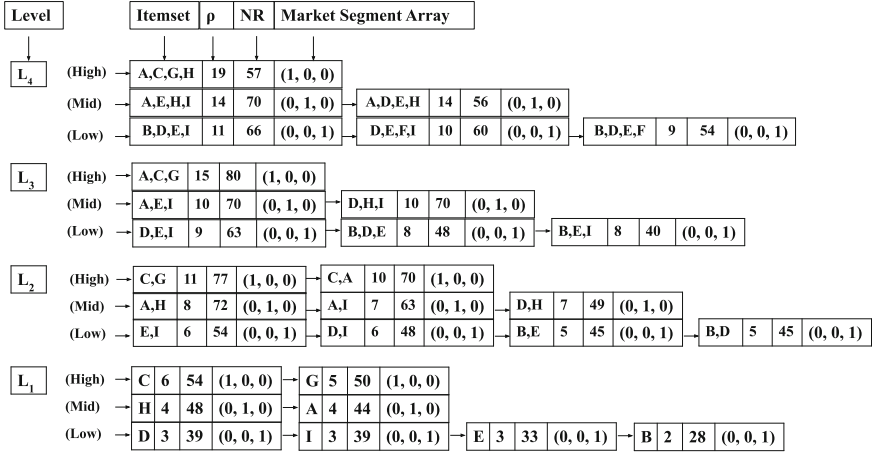 Level Itemset ρ NR Market Segment Array
L4 (High) A,C,G,H 19 57 (1, 0, 0)
(Mid) A,E,H,I 14 70 (0, 1, 0) A,D,E,H 14 56 (0, 1, 0)
(Low) B,D,E,I 11 66 (0, 0, 1) D,E,F,I 10 60 (0, 0, 1) B,D,E,F 9 54 (0, 0, 1)
L3 (High) A,C,G 15 80 (1, 0, 0)
(Mid) A,E,I 10 70 (0, 1, 0) D,H,I 10 70 (0, 1, 0)
(Low) D,E,I 9 63 (0, 0, 1) B,D,E 8 48 (0, 0, 1) B,E,I 8 40 (0, 0, 1)
L2 (High) C,G 11 77 (1, 0, 0) C,A 10 70 (1, 0, 0)
(Mid) A,H 8 72 (0, 1, 0) A,I 7 63 (0, 1, 0) D,H 7 49 (0, 1, 0)
(Low) E,I 6 54 (0, 0, 1) D,I 6 48 (0, 0, 1) B,E 5 45 (0, 0, 1) B,D 5 45 (0, 0, 1)
L1 (High) C 6 54 (1, 0, 0) G 5 50 (1, 0, 0)
(Mid) H 4 48 (0, 1, 0) A 4 44 (0, 1, 0)
(Low) D 3 39 (0, 0, 1) I 3 39 (0, 0, 1) E 3 33 (0, 0, 1) B 2 28 (0, 0, 1)